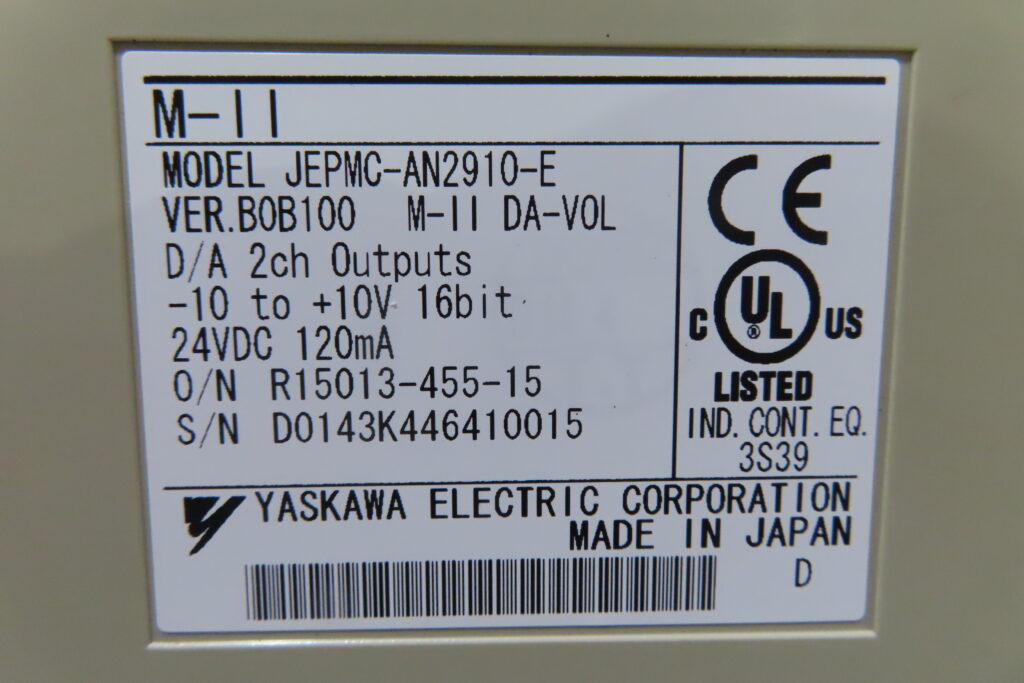 M-II
MODEL JEPMC-AN2910-E
VER.B0B100 M-II DA-VOL
D/A 2ch Outputs
-10 to +10V 16bit
24VDC 120mA
O/N R15013-455-15
S/N D0143K446410015
CE
C UL® US
LISTED
IND. CONT. EQ.
3S39
YASKAWA ELECTRIC CORPORATION
MADE IN JAPAN
D